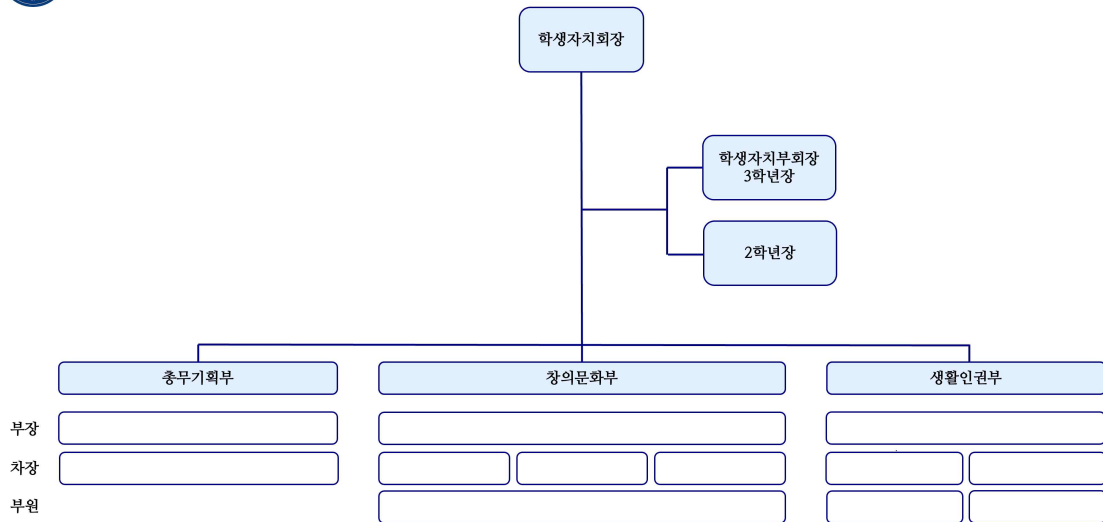 학생자치회장
학생자치부회장
3학년장
2학년장
총무기획부
창의문화부
생활인권부
부장
차장
부원